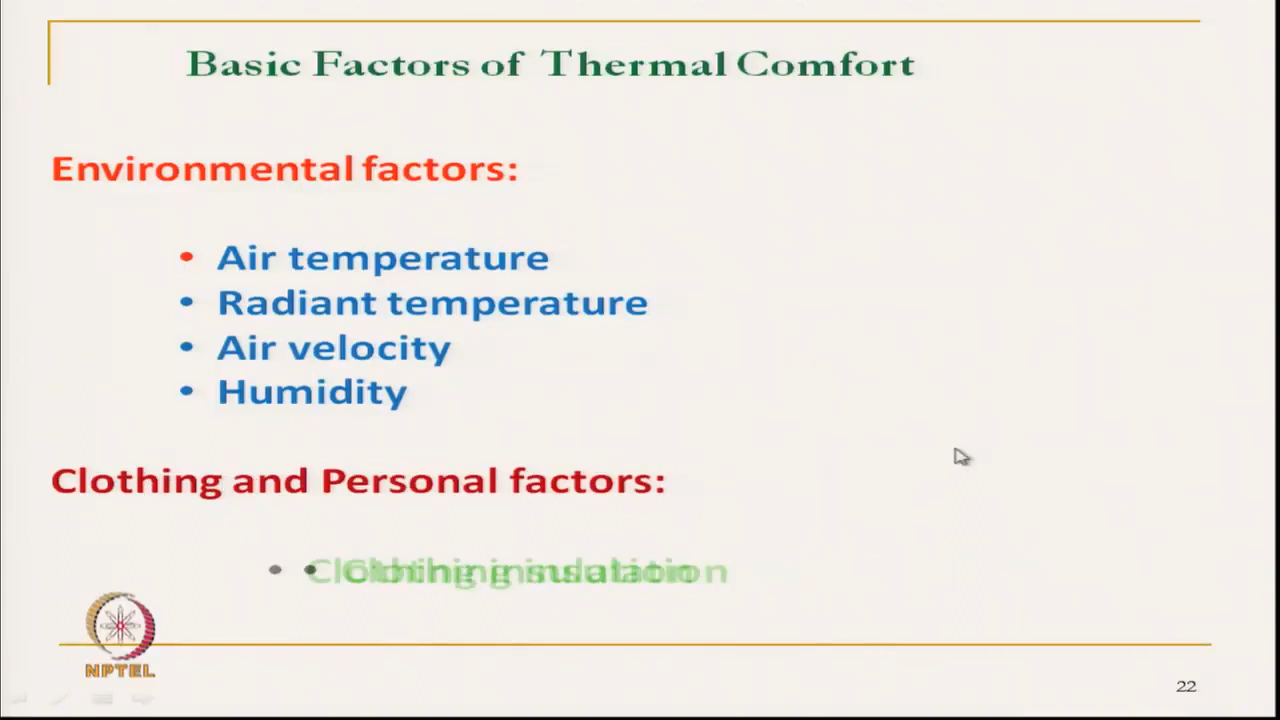 Basic Factors of Thermal Comfort
Environmental factors:
• Air temperature
• Radiant temperature
• Air velocity
• Humidity
Clothing and Personal factors:
• Clothing insulation
NPTEL
22